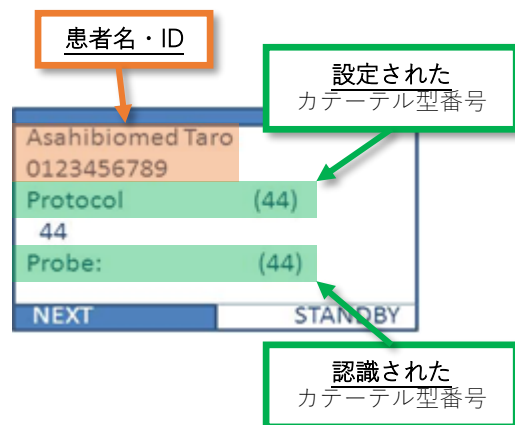 患者名・ID
設定された
カテーテル型番号
Asahibiomed Taro
0123456789
Protocol (44)
44
Probe: (44)
NEXT STANDBY
認識された
カテーテル型番号